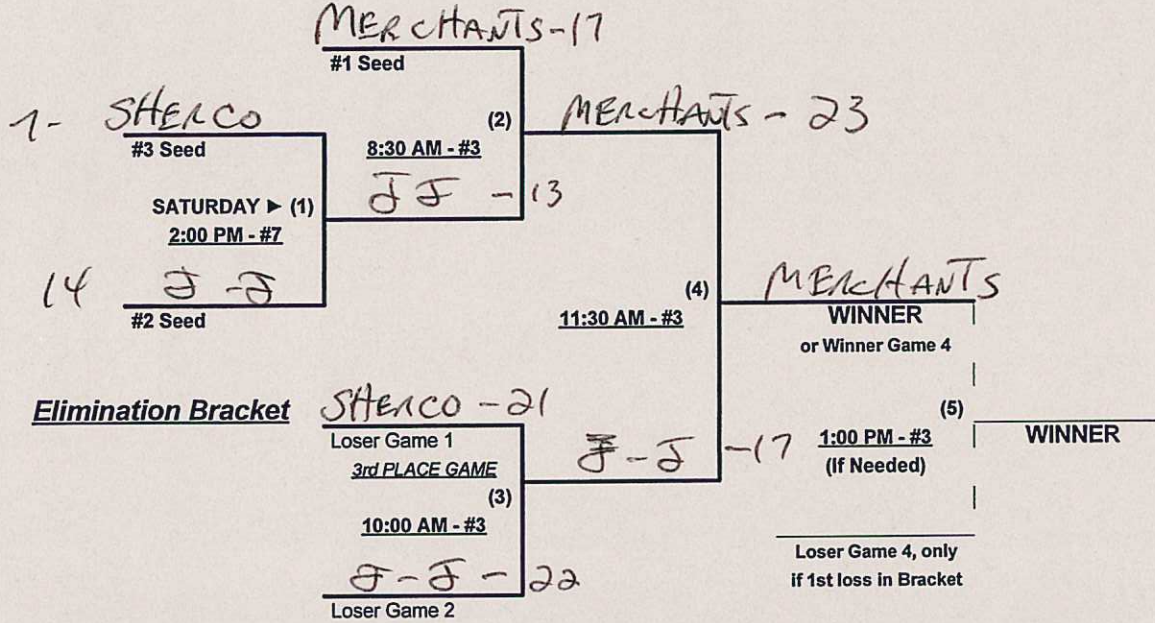 MERCHANTS-17
#1 Seed
SHERCO
#3 Seed
(2)
8:30 AM - #3
MERCHANTS - 23
SATURDAY ► (1)
2:00 PM - #7
JJ - 13
14 J-J
#2 Seed
(4)
11:30 AM - #3
MERCHANTS
WINNER
or Winner Game 4
Elimination Bracket
SHERCO - 21
Loser Game 1
3rd PLACE GAME
(3)
10:00 AM - #3
J-J - 17
(5)
1:00 PM - #3
(If Needed)
WINNER
J-J - 22
Loser Game 2
Loser Game 4, only
if 1st loss in Bracket